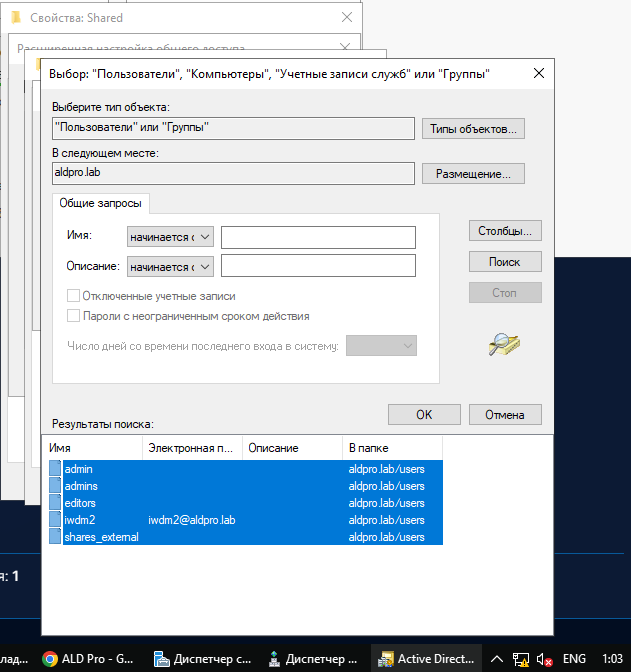 Свойства: Shared
Расширенная настройка общего доступа
Выбор: "Пользователи", "Компьютеры", "Учетные записи служб" или "Группы"
Выберите тип объекта:
"Пользователи" или "Группы"
Типы объектов...
В следующем месте:
aldpro.lab
Размещение...
Общие запросы
Имя:
начинается с
Столбцы...
Описание:
начинается с
Поиск
Отключенные учетные записи
Стоп
Пароли с неограниченным сроком действия
Число дней со времени последнего входа в систему:
OK
Отмена
Результаты поиска:
Имя Электронная п... Описание В папке
admin aldpro.lab/users
admins aldpro.lab/users
editors aldpro.lab/users
iwdm2 iwdm2@aldpro.lab aldpro.lab/users
shares_external aldpro.lab/users
я: 1
лад... ALD Pro - G... Диспетчер с... Диспетчер ... Active Direct... ENG 1:03